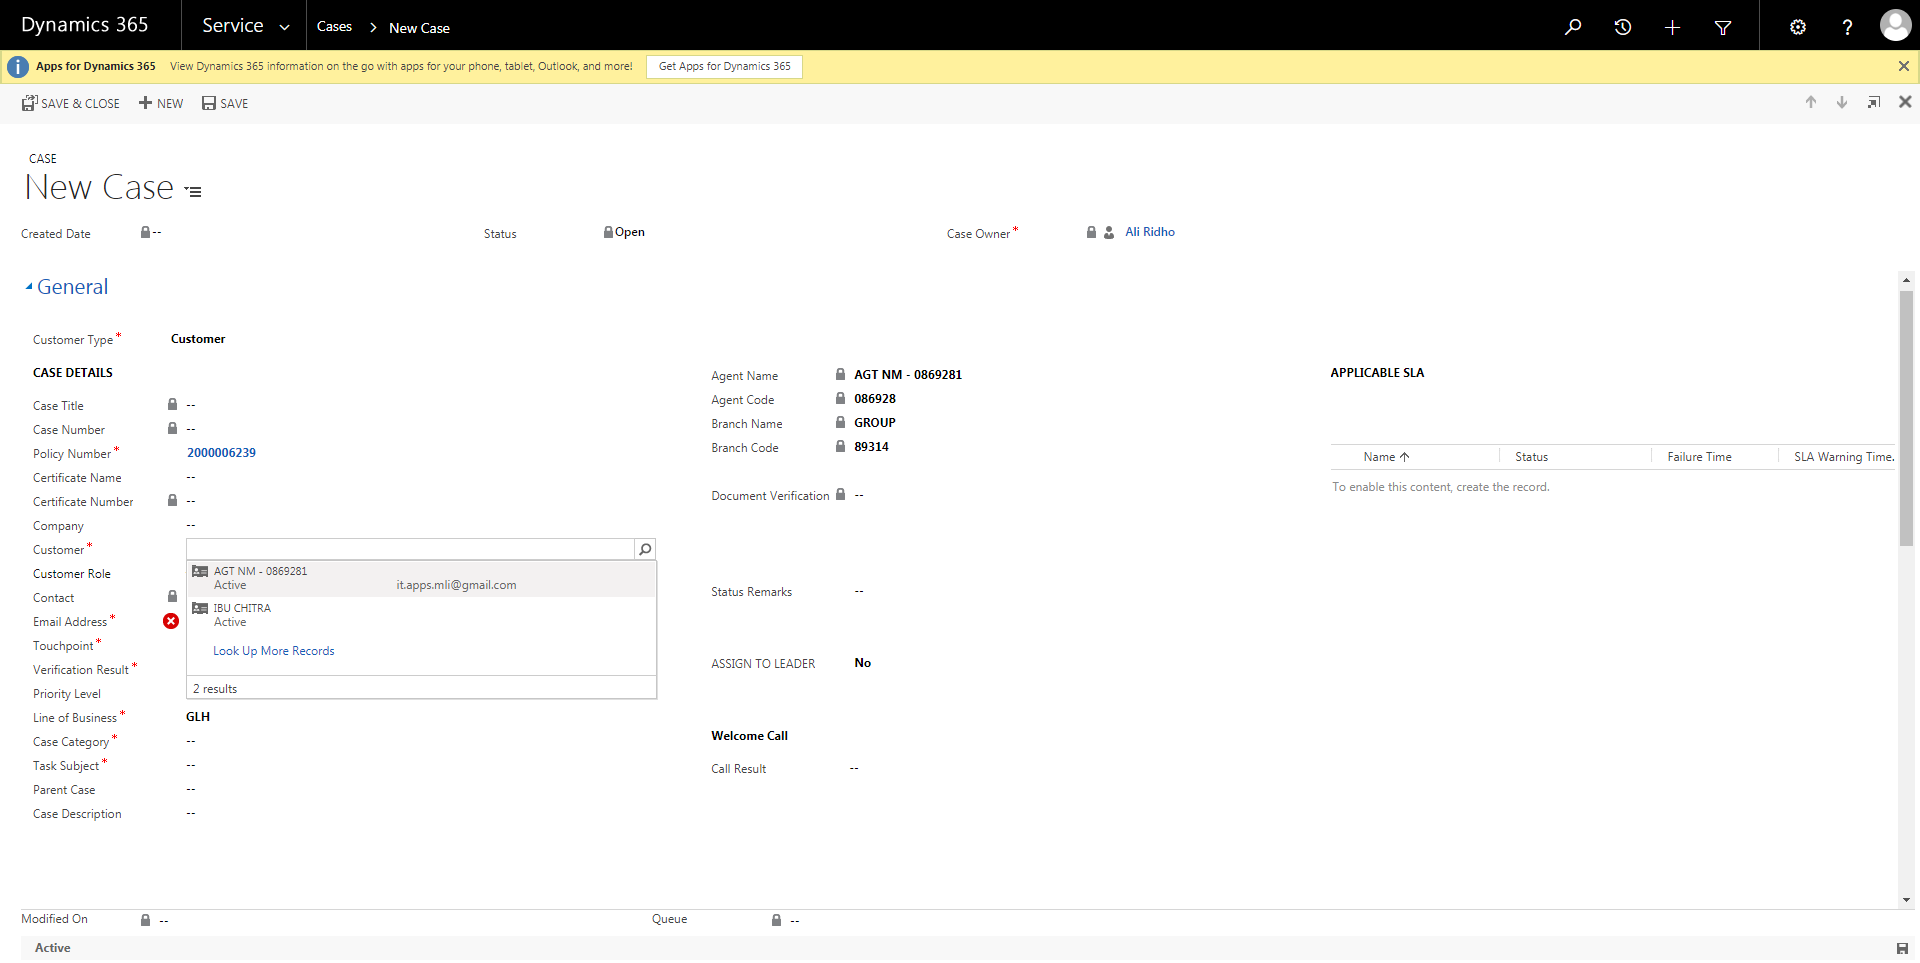 Dynamics 365 Service Cases > New Case ?
Apps for Dynamics 365 View Dynamics 365 information on the go with apps for your phone, tablet, Outlook, and more! Get Apps for Dynamics 365
SAVE & CLOSE NEW SAVE
CASE
New Case
Created Date -- Status Open Case Owner* Ali Ridho
General
Customer Type* Customer
CASE DETAILS
Case Title --
Case Number --
Policy Number* 2000006239
Certificate Name --
Certificate Number --
Company --
Customer*
Customer Role
Contact
Email Address*
Touchpoint*
Verification Result*
Priority Level
AGT NM - 0869281
Active it.apps.mli@gmail.com
IBU CHITRA
Active
Look Up More Records
2 results
Line of Business* GLH
Case Category* --
Task Subject* --
Parent Case --
Case Description --
Agent Name AGT NM - 0869281
Agent Code 086928
Branch Name GROUP
Branch Code 89314
Document Verification --
Status Remarks --
ASSIGN TO LEADER No
Welcome Call
Call Result --
APPLICABLE SLA
Name ↑ Status Failure Time SLA Warning Time.
To enable this content, create the record.
Modified On -- Queue --
Active